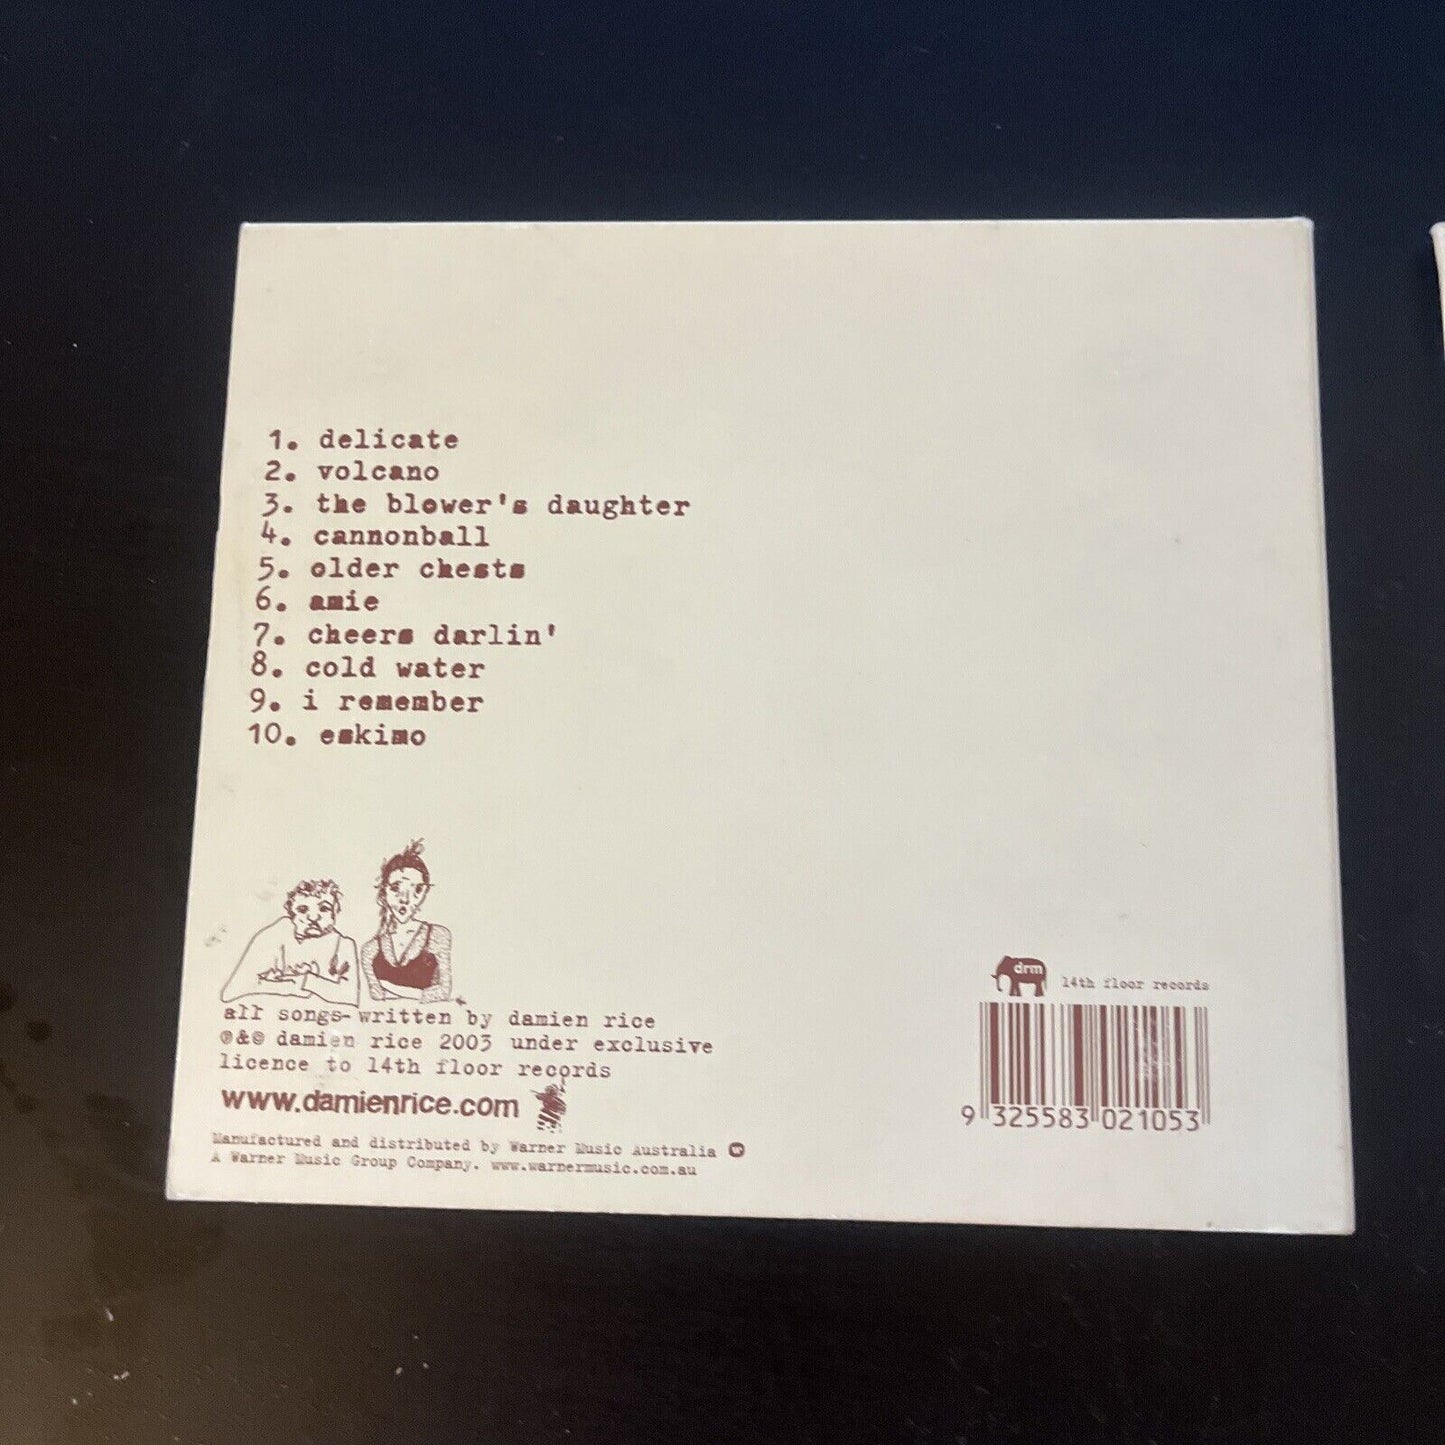 1. delicate
2. volcano
3. the blower's daughter
4. cannonball
5. older chests
6. amie
7. cheers darlin'
8. cold water
9. i remember
10. eskimo
all songs written by damien rice
℗&© damien rice 2003 under exclusive
licence to 14th floor records
www.damienrice.com
Manufactured and distributed by Warner Music Australia
A Warner Music Group Company. www.warnermusic.com.au
drm 14th floor records
9 325583 021053